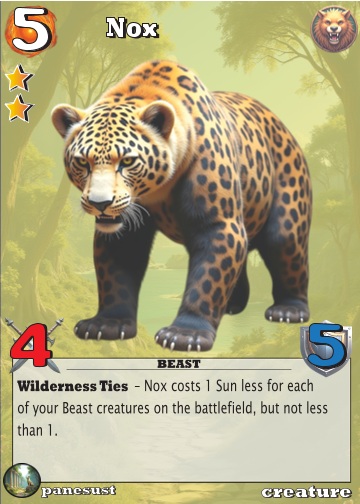 5
Nox
4
5
BEAST
Wilderness Ties – Nox costs 1 Sun less for each
of your Beast creatures on the battlefield, but not less
than 1.
panesust
creature